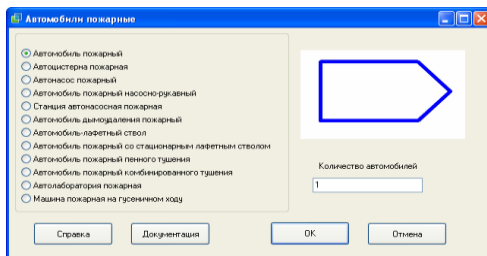 Автомобили пожарные
Автомобиль пожарный
Автоцистерна пожарная
Автонасос пожарный
Автомобиль пожарный насосно-рукавный
Станция автонасосная пожарная
Автомобиль дымоудаления пожарный
Автомобиль-лафетный ствол
Автомобиль пожарный со стационарным лафетным стволом
Автомобиль пожарный пенного тушения
Автомобиль пожарный комбинированного тушения
Автолаборатория пожарная
Машина пожарная на гусеничном ходу
Количество автомобилей
1
Справка
Документация
OK
Отмена